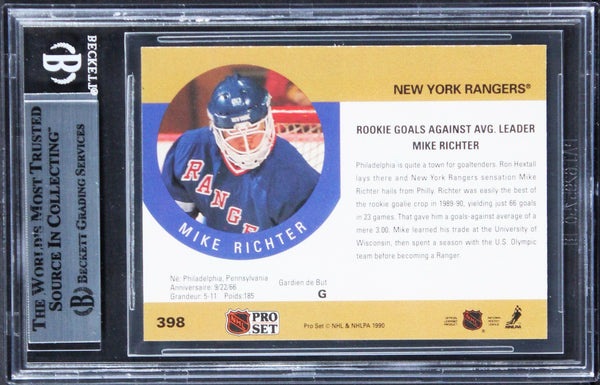 BECKETT®
B
THE WORLD'S MOST TRUSTED
SOURCE IN COLLECTING™
BECKETT GRADING SERVICES
NEW YORK RANGERS®
RANG
MIKE RICHTER
ROOKIE GOALS AGAINST AVG. LEADER
MIKE RICHTER
Philadelphia is quite a town for goaltenders. Ron Hextall
lays there and New York Rangers sensation Mike
Richter hails from Philly. Richter was easily the best of
the rookie goalie crop in 1989-90, yielding just 66 goals
in 23 games. That gave him a goals-against average of a
mere 3.00. Mike learned his trade at the University of
Wisconsin, then spent a season with the U.S. Olympic
team before becoming a Ranger.
Né: Philadelphia, Pennsylvania
Anniversaire: 9/22/66
Grandeur: 5-11 Poids:185
Gardien de But
G
398
NHL
PRO
SET
Pro Set © NHL & NHLPA 1990
NHL
NHLPA